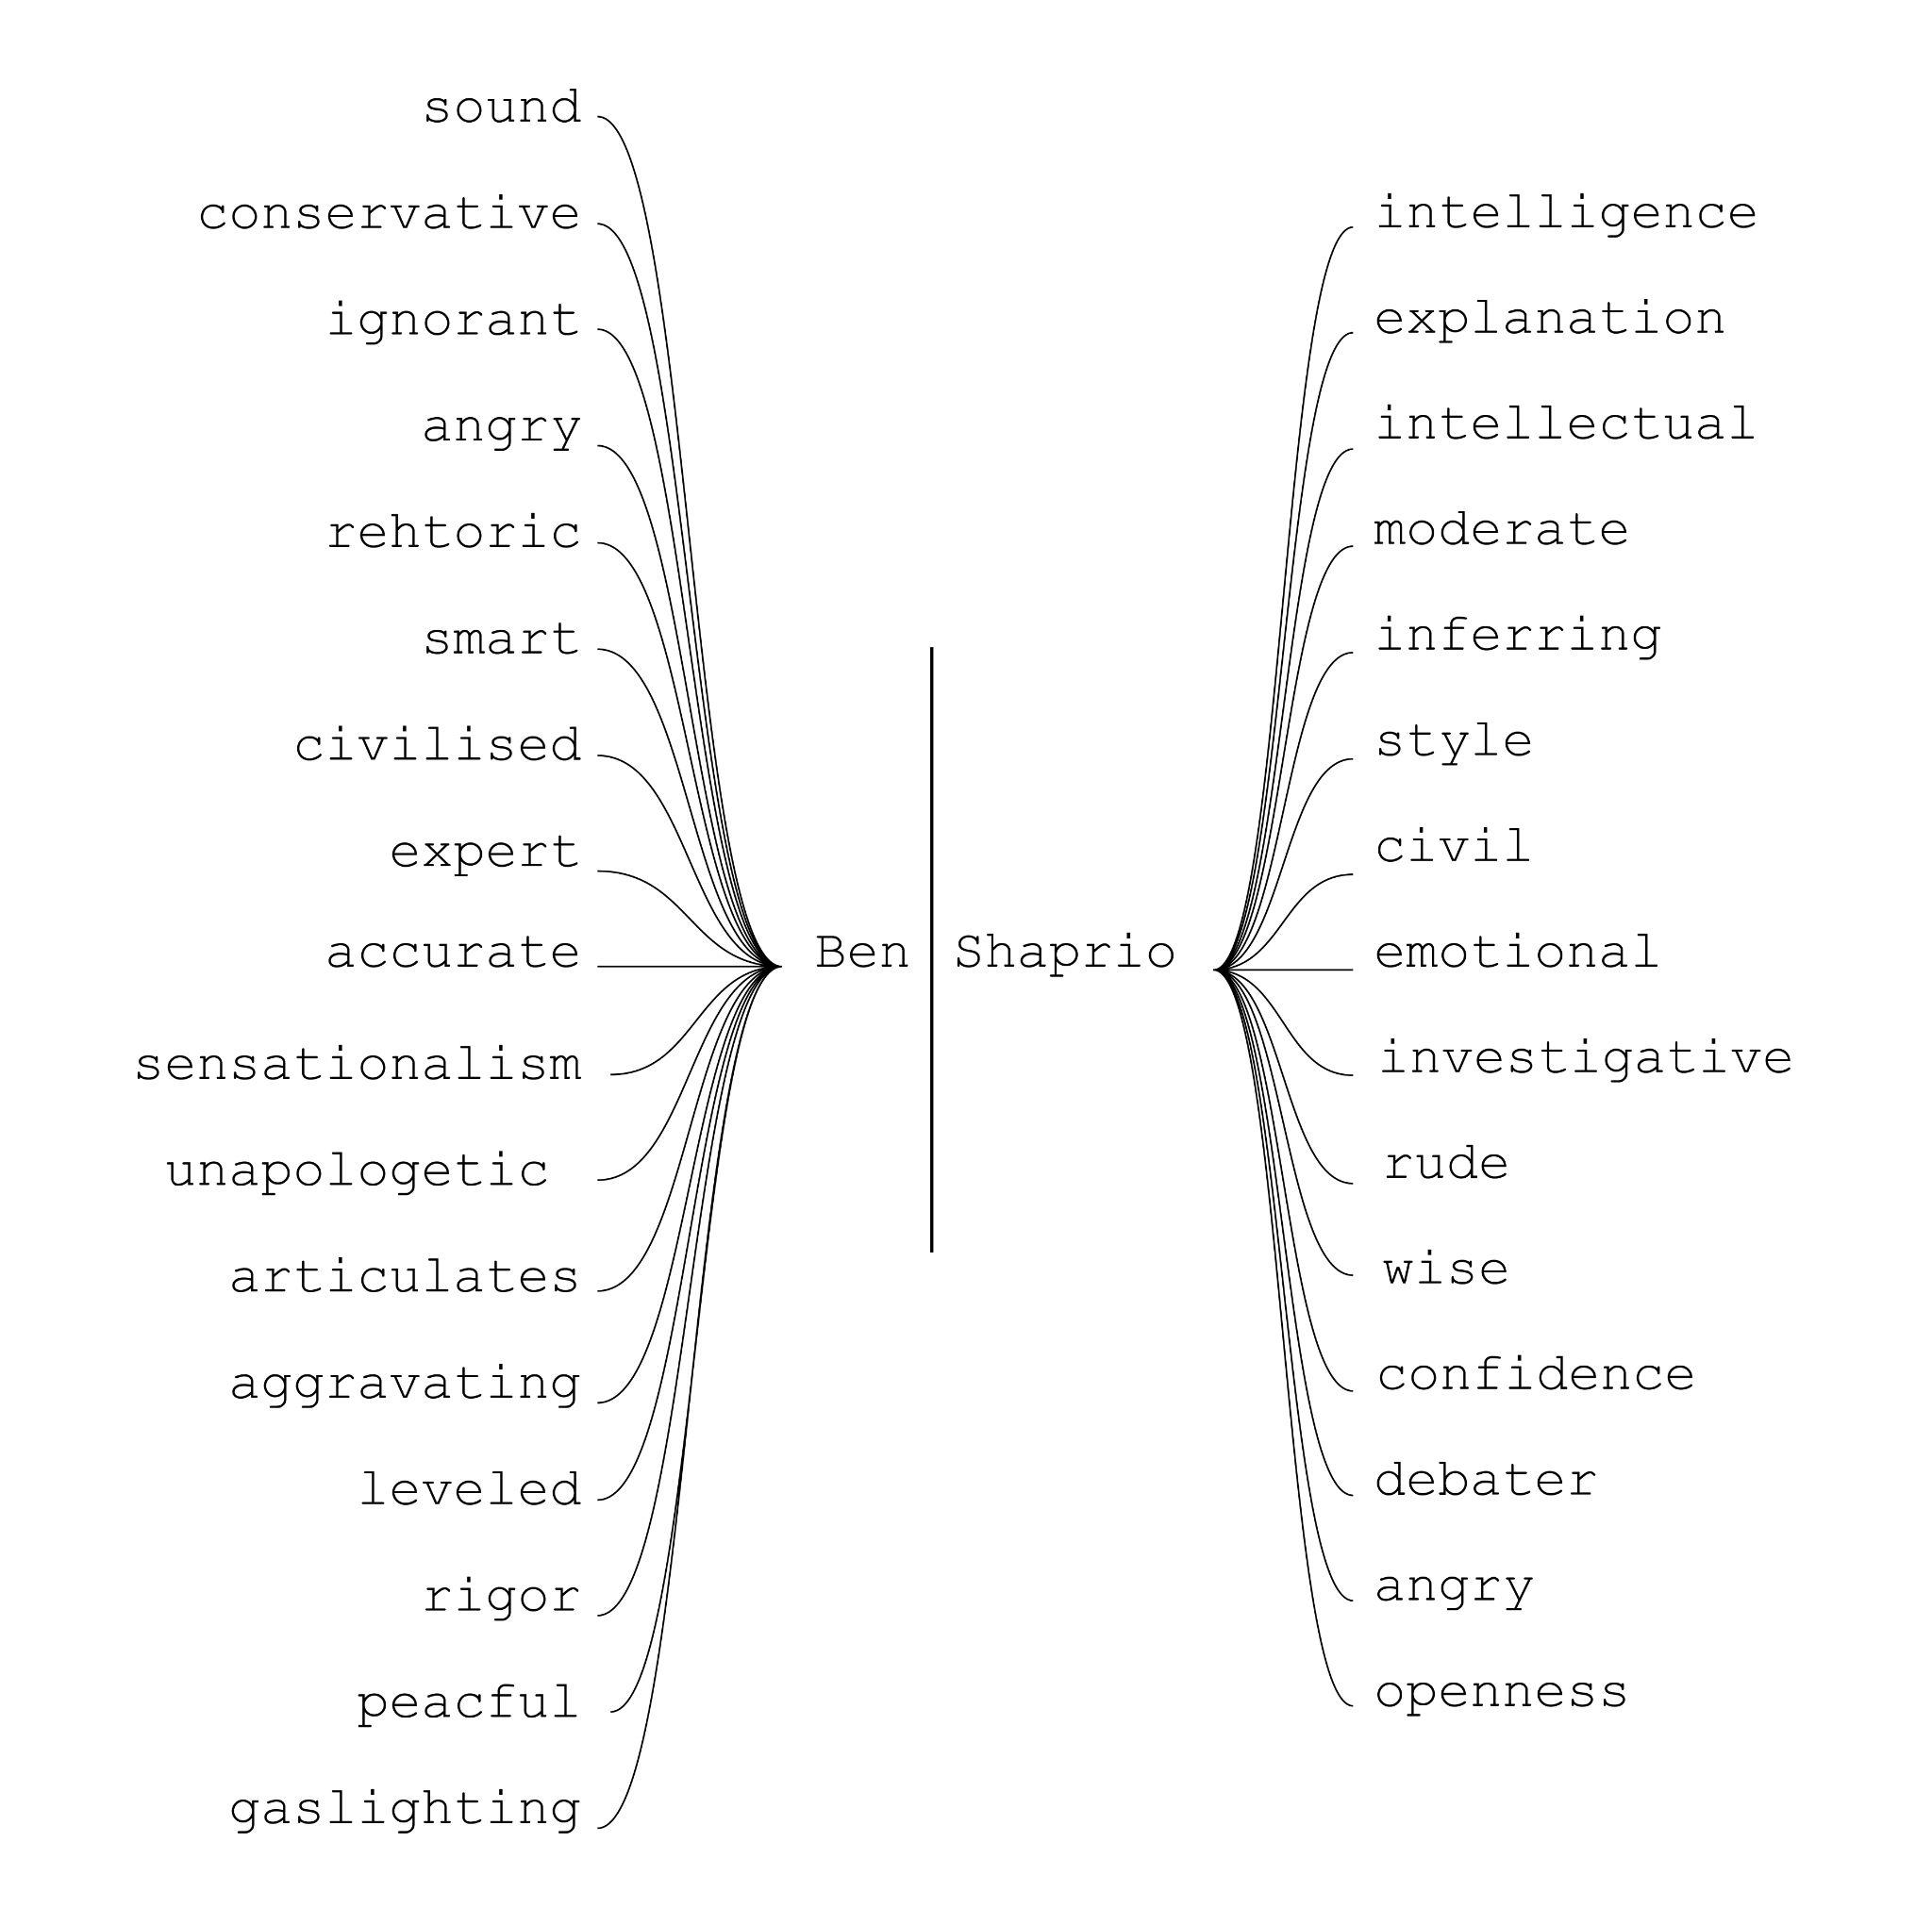 sound
conservative
ignorant
angry
rehtoric
smart
civilised
expert
accurate
sensationalism
unapologetic
articulates
aggravating
leveled
rigor
peacful
gaslighting
Ben Shaprio
intelligence
explanation
intellectual
moderate
inferring
style
civil
emotional
investigative
rude
wise
confidence
debater
angry
openness